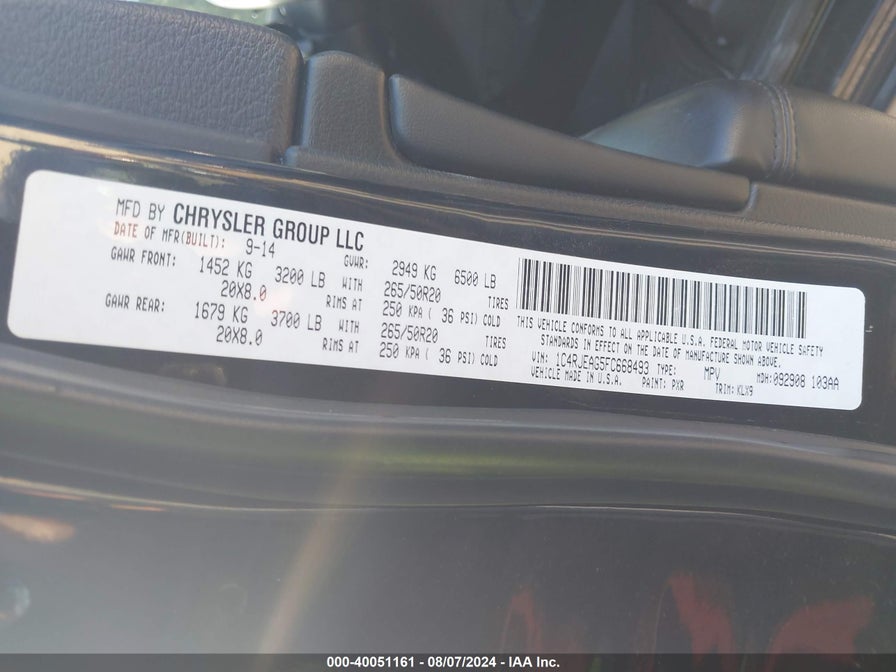 MFD BY CHRYSLER GROUP LLC
DATE OF MFR(BUILT): 9-14 GVWR: 2949 KG 6500 LB
GAWR FRONT: 1452 KG 3200 LB WITH 265/50R20 TIRES
20X8.0 RIMS AT 250 KPA ( 36 PSI) COLD
GAWR REAR: 1679 KG 3700 LB WITH 265/50R20 TIRES
20X8.0 RIMS AT 250 KPA ( 36 PSI) COLD
THIS VEHICLE CONFORMS TO ALL APPLICABLE U.S.A. FEDERAL MOTOR VEHICLE SAFETY
STANDARDS IN EFFECT ON THE DATE OF MANUFACTURE SHOWN ABOVE.
VIN: 1C4RJEAG5FC668493 TYPE: MPV MDH:092908 103AA
VEHICLE MADE IN U.S.A. PAINT: PXR TRIM:KLX9
000-40051161 - 08/07/2024 - IAA Inc.